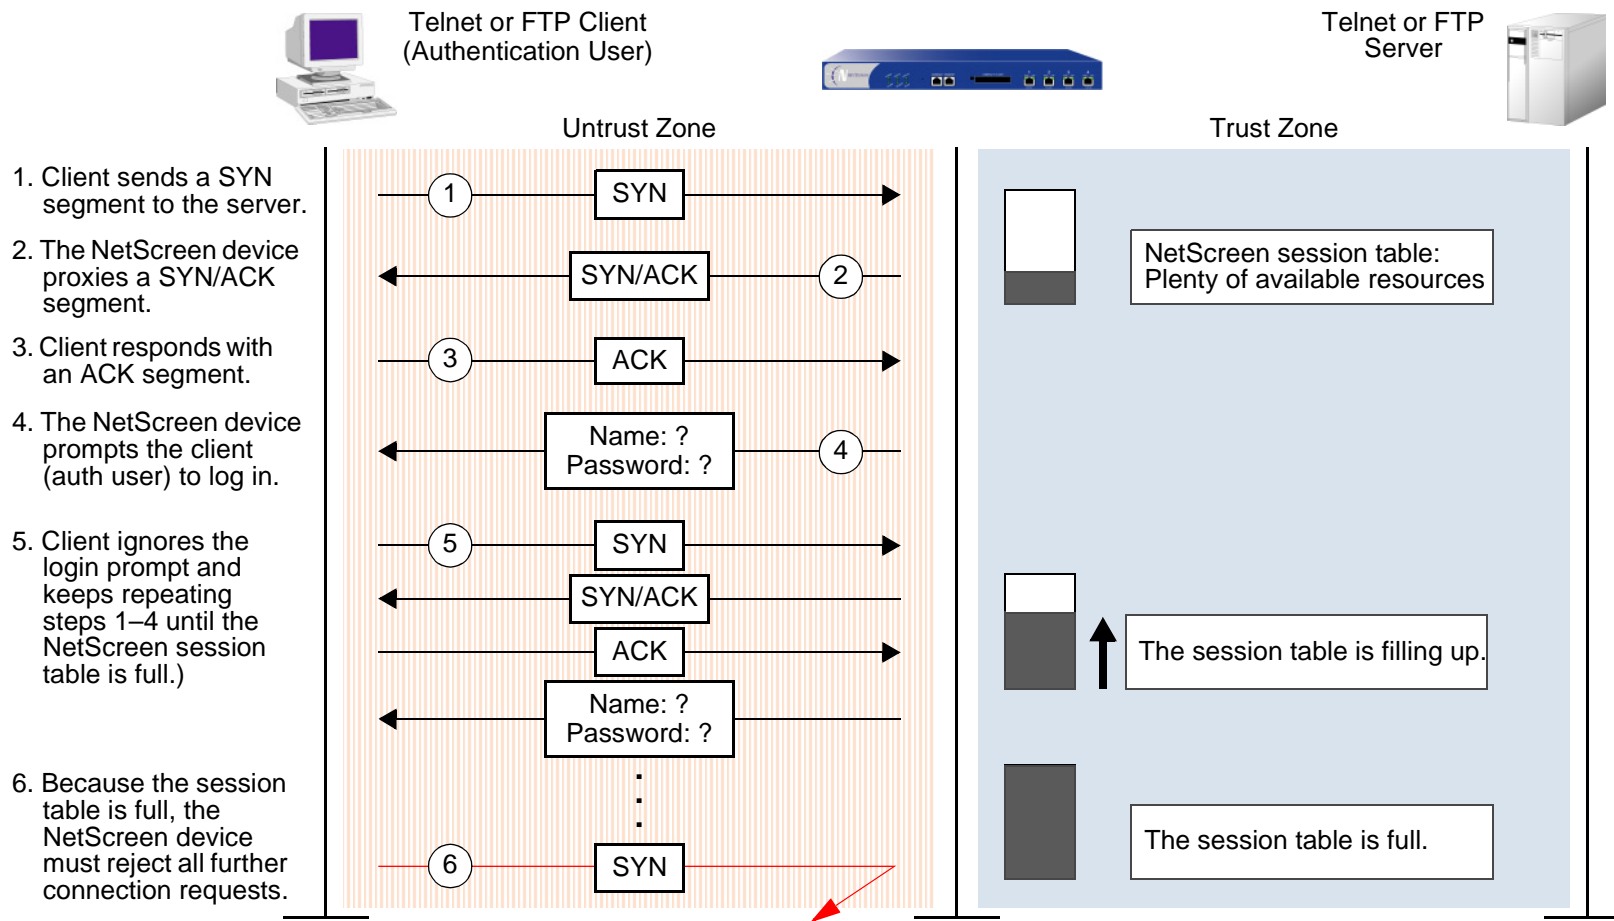 Telnet or FTP Client
(Authentication User)
Telnet or FTP
Server
Untrust Zone
Trust Zone
1. Client sends a SYN
segment to the server.
2. The NetScreen device
proxies a SYN/ACK
segment.
3. Client responds with
an ACK segment.
4. The NetScreen device
prompts the client
(auth user) to log in.
5. Client ignores the
login prompt and
keeps repeating
steps 1–4 until the
NetScreen session
table is full.)
6. Because the session
table is full, the
NetScreen device
must reject all further
connection requests.
1
SYN
SYN/ACK
2
3
ACK
Name: ?
Password: ?
4
5
SYN
SYN/ACK
ACK
Name: ?
Password: ?
6
SYN
NetScreen session table:
Plenty of available resources
The session table is filling up.
The session table is full.